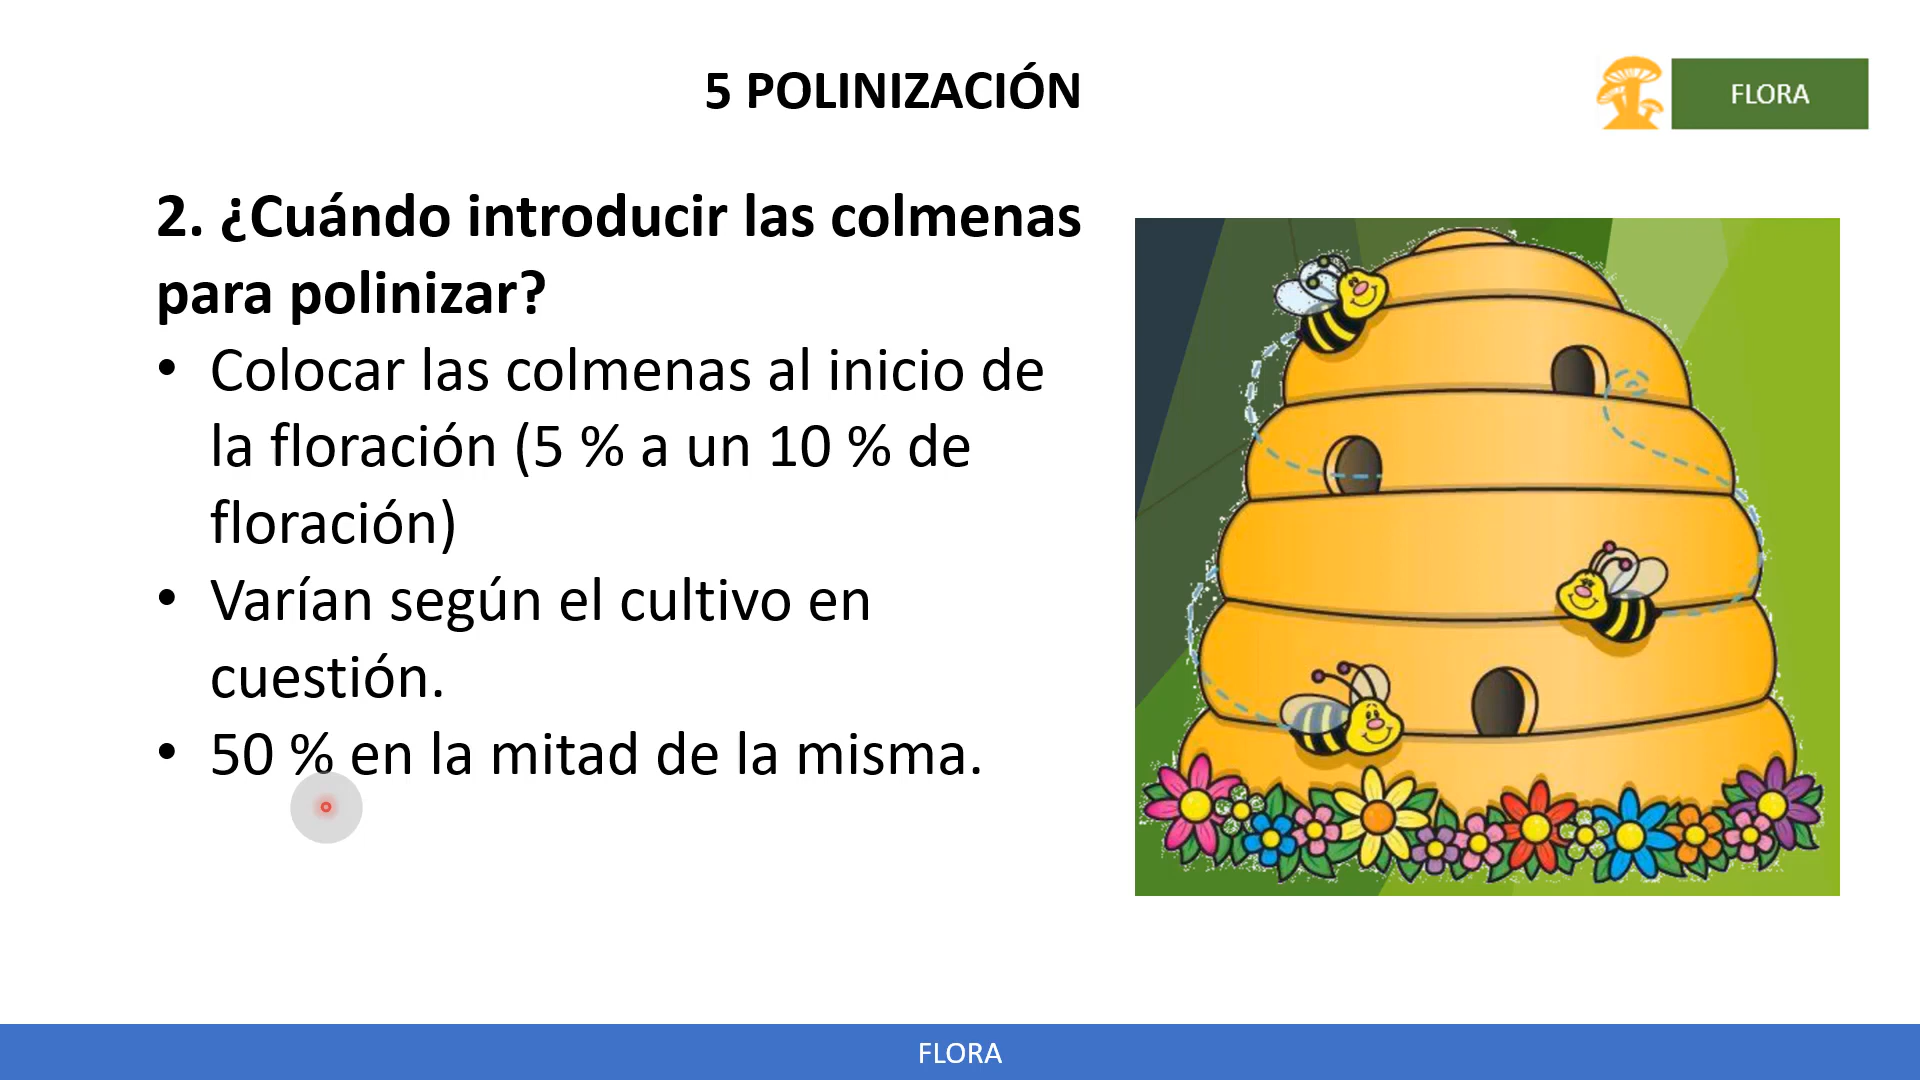 5 POLINIZACIÓN
FLORA
2. ¿Cuándo introducir las colmenas
para polinizar?
• Colocar las colmenas al inicio de
la floración (5 % a un 10 % de
floración)
• Varían según el cultivo en
cuestión.
• 50 % en la mitad de la misma.
FLORA